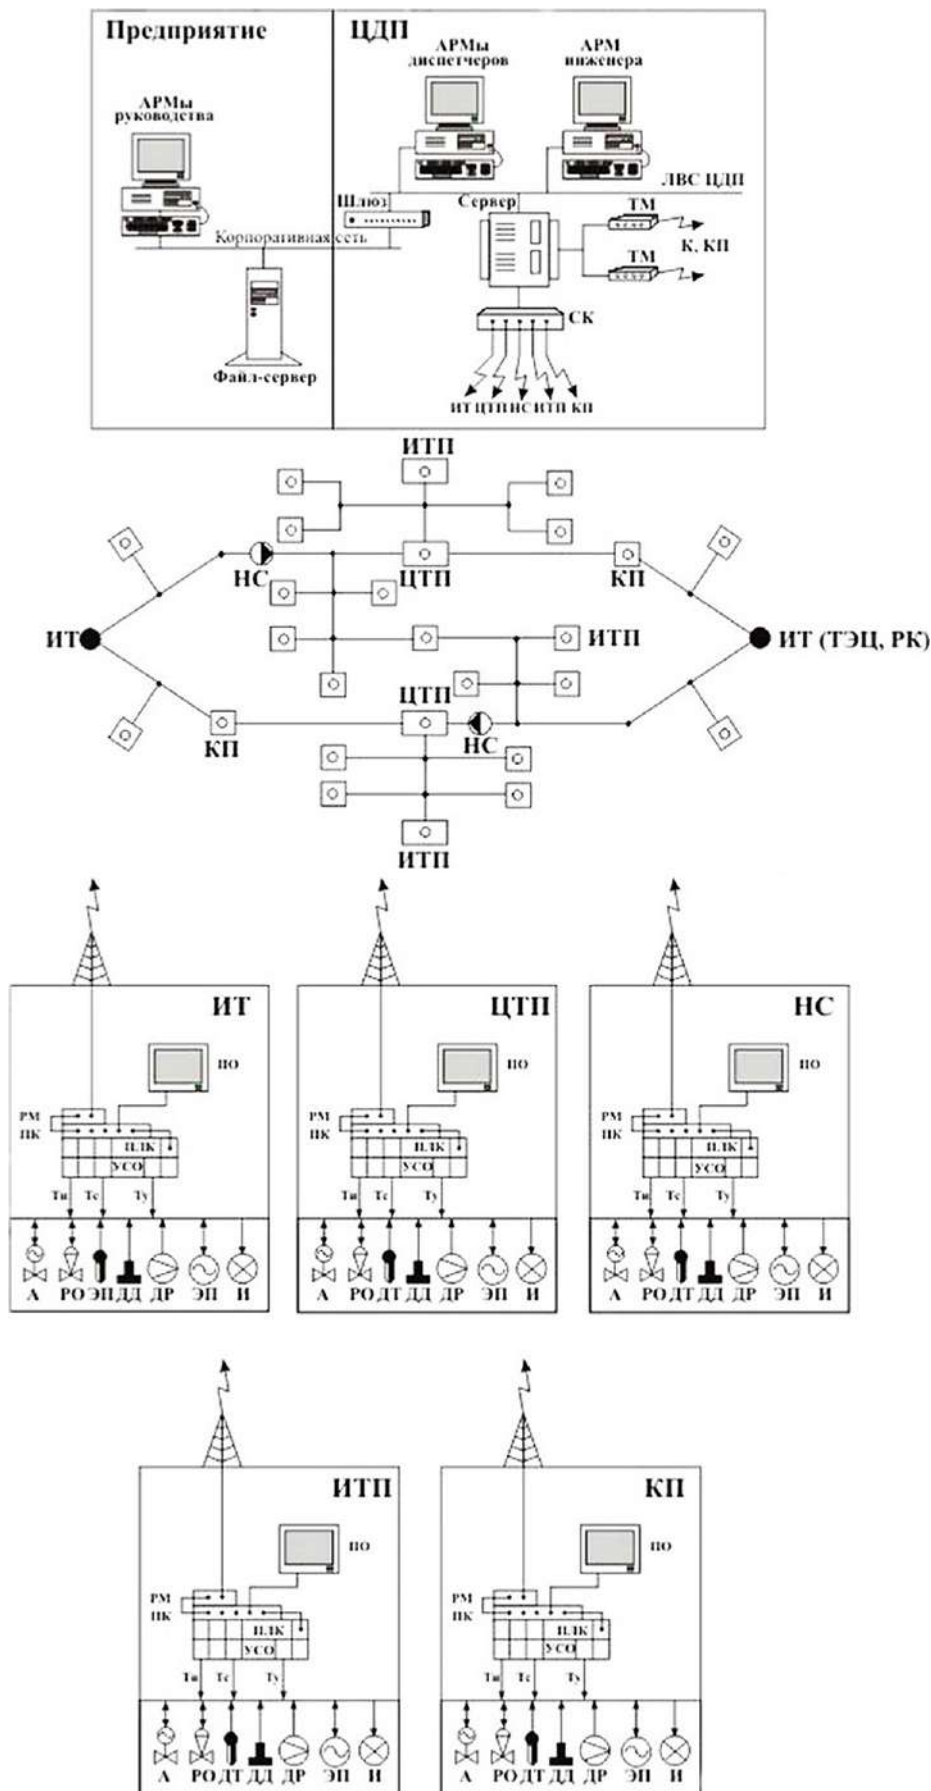 Предприятие
ЦДП
АРМы
диспетчеров
АРМ
инженера
АРМы
руководства
ЛВС ЦДП
Шлюз
Сервер
ТМ
К, КП
ТМ
Корпоративная сеть
СК
Файл-сервер
ИТ ЦТП НС ИТП КП
ИТП
НС
ЦТП
КП
ИТ
ИТП
ИТ (ТЭЦ, РК)
ЦТП
КП
НС
ИТП
ИТ
ЦТП
НС
ПО
ПО
ПО
РМ
РМ
РМ
ПК
ПК
ПК
ПЛК
ПЛК
ПЛК
УСО
УСО
УСО
Ти Тс Ту
Ти Тс Ту
Ти Тс Ту
А РО ЭП ДД ДР ЭП И
А РО ДТ ДД ДР ЭП И
А РО ДТ ДД ДР ЭП И
ИТП
КП
ПО
ПО
РМ
РМ
ПК
ПК
ПЛК
ПЛК
УСО
УСО
Ти Тс Ту
Ти Тс Ту
А РО ДТ ДД ДР ЭП И
А РО ДТ ДД ДР ЭП И